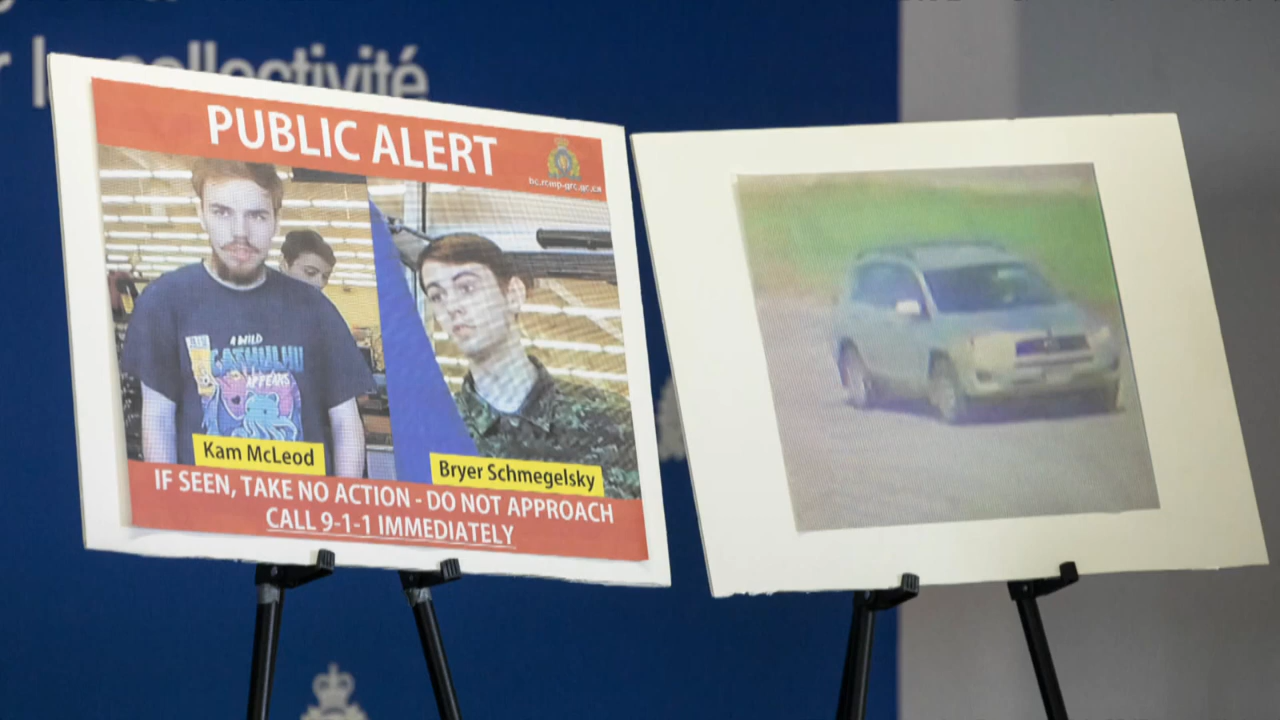 la collectivité
PUBLIC ALERT
bc.rcmp-grc.gc.ca
A WILD
CATHULHU
APPEARS
Kam McLeod
Bryer Schmegelsky
IF SEEN, TAKE NO ACTION - DO NOT APPROACH
CALL 9-1-1 IMMEDIATELY